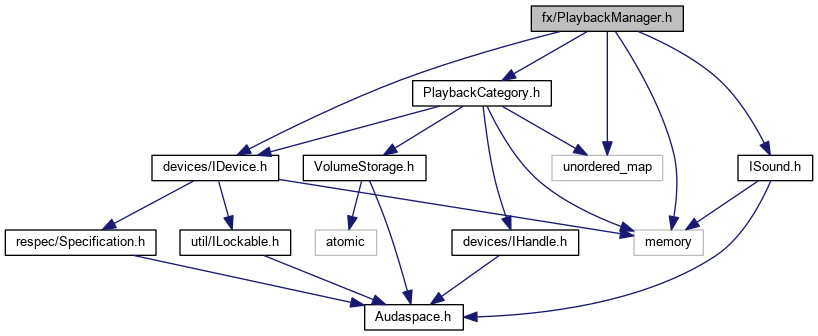 fx/PlaybackManager.h
PlaybackCategory.h
devices/IDevice.h
VolumeStorage.h
unordered_map
ISound.h
respec/Specification.h
util/ILockable.h
atomic
devices/IHandle.h
memory
Audaspace.h